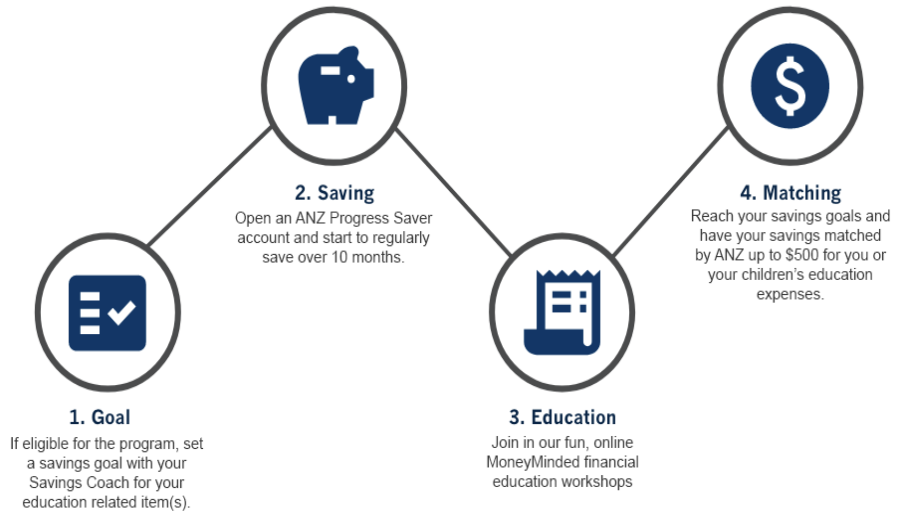 1. Goal
If eligible for the program, set
a savings goal with your
Savings Coach for your
education related item(s).
2. Saving
Open an ANZ Progress Saver
account and start to regularly
save over 10 months.
3. Education
Join in our fun, online
MoneyMinded financial
education workshops
4. Matching
Reach your savings goals and
have your savings matched
by ANZ up to $500 for you or
your children’s education
expenses.